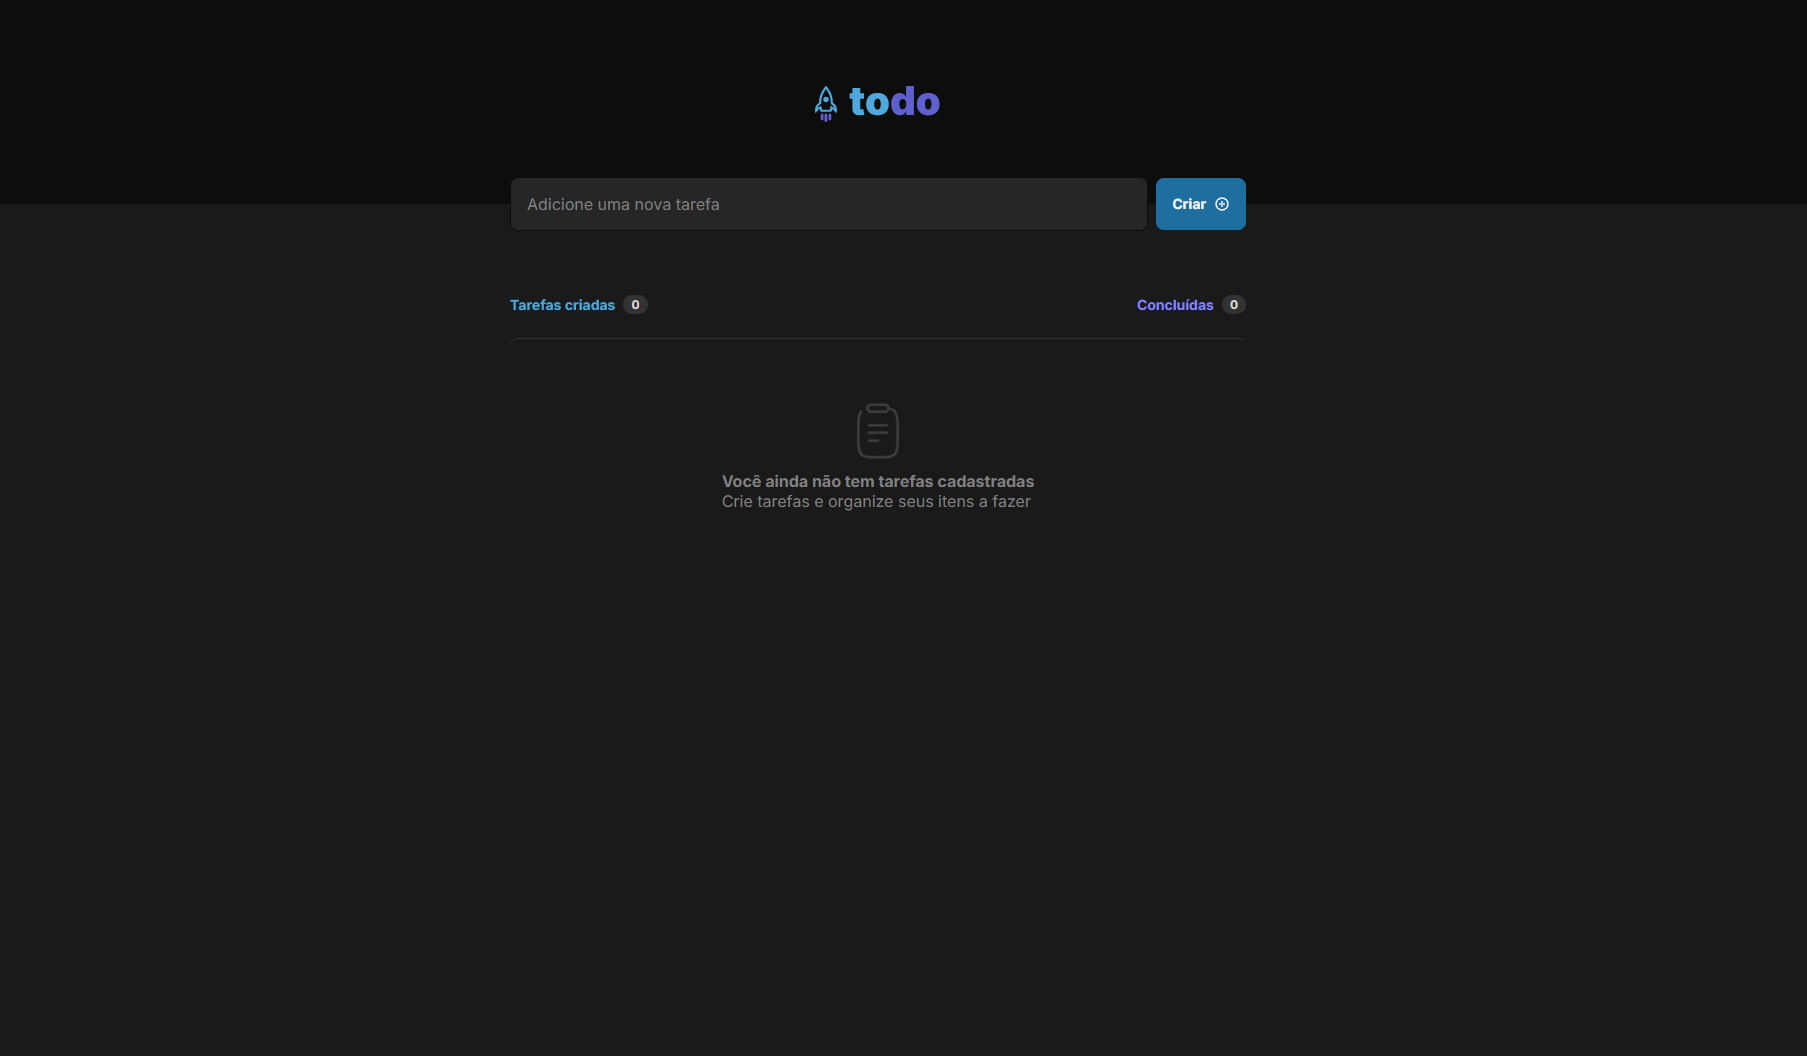 todo
Adicione uma nova tarefa
Criar
Tarefas criadas 0
Concluídas 0
Você ainda não tem tarefas cadastradas
Crie tarefas e organize seus itens a fazer